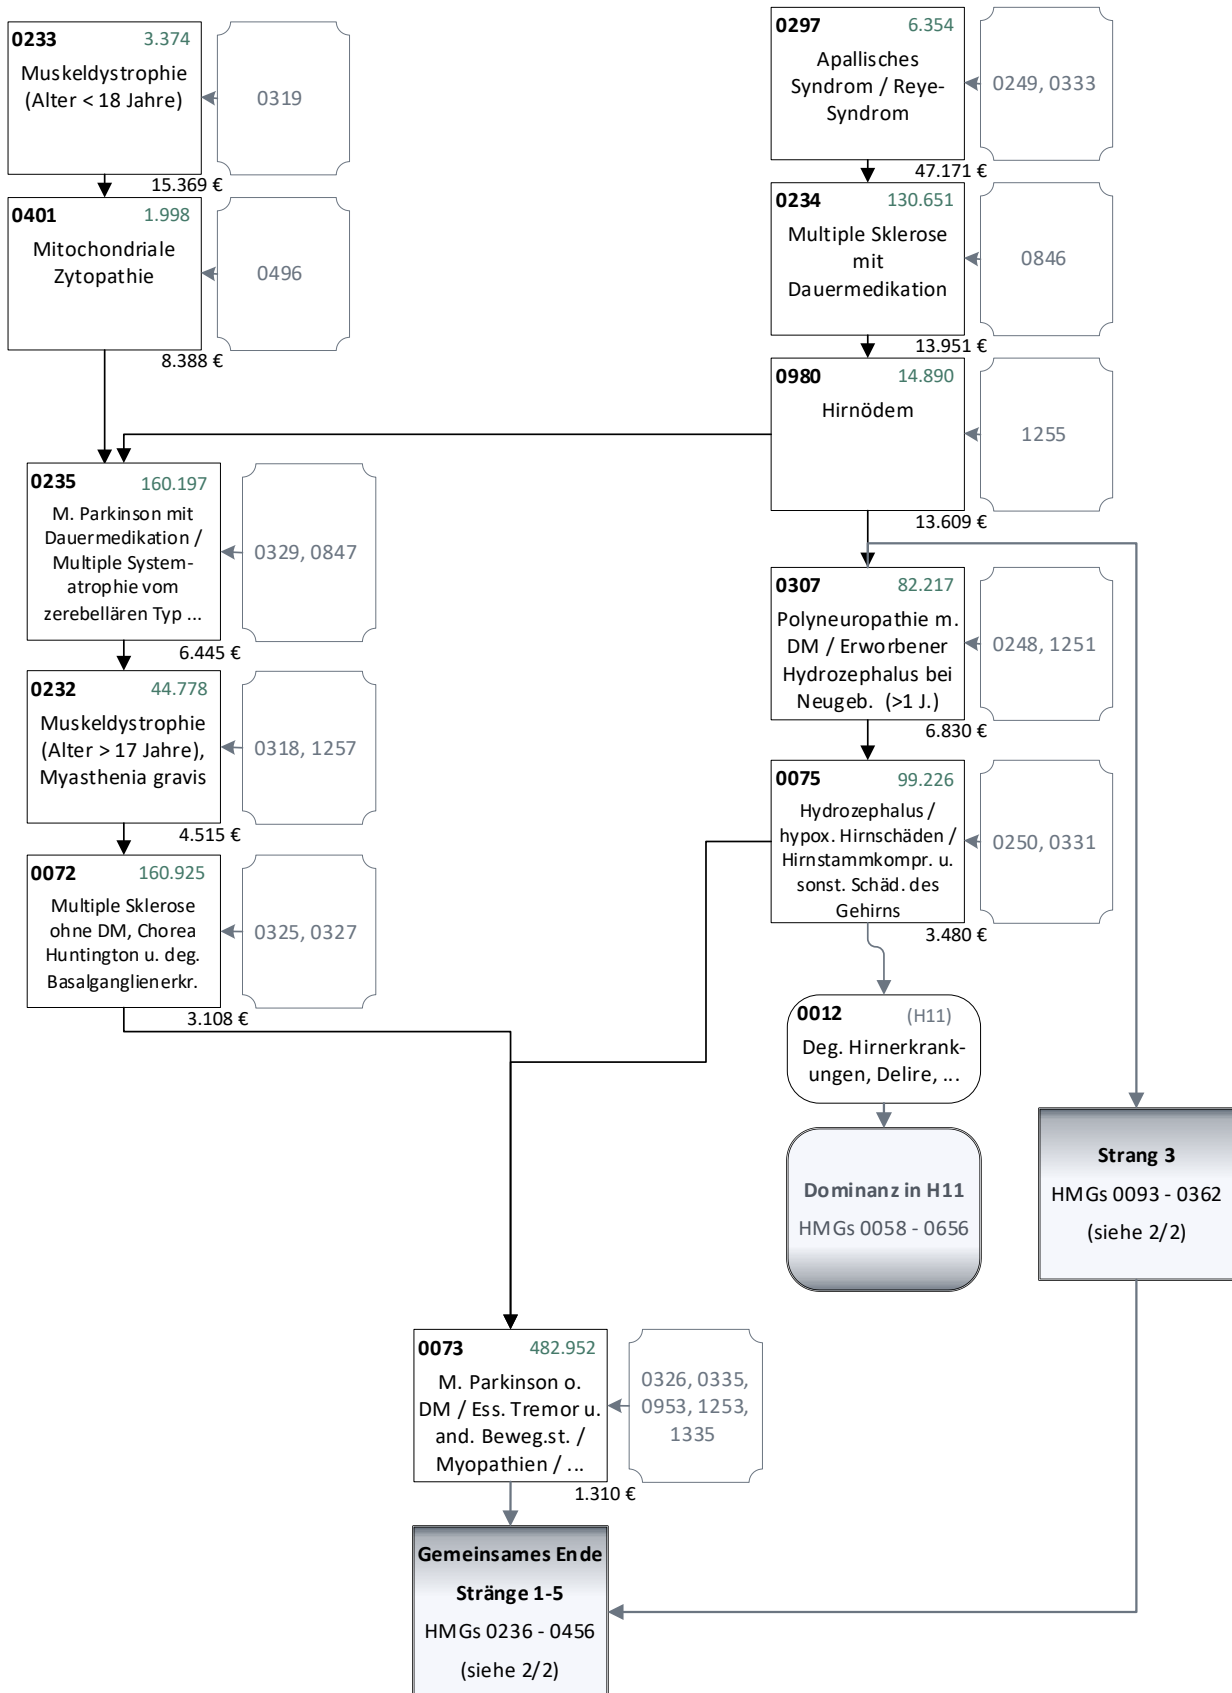 0233 3.374
Muskeldystrophie
(Alter < 18 Jahre)
0319
15.369 €
0401 1.998
Mitochondriale
Zytopathie
0496
8.388 €
0297 6.354
Apallisches
Syndrom / Reye-
Syndrom
0249, 0333
47.171 €
0234 130.651
Multiple Sklerose
mit
Dauermedikation
0846
13.951 €
0980 14.890
Hirnödem
1255
13.609 €
0235 160.197
M. Parkinson mit
Dauermedikation /
Multiple System-
atrophie vom
zerebellären Typ ...
0329, 0847
6.445 €
0232 44.778
Muskeldystrophie
(Alter > 17 Jahre),
Myasthenia gravis
0318, 1257
4.515 €
0072 160.925
Multiple Sklerose
ohne DM, Chorea
Huntington u. deg.
Basalganglienerkr.
0325, 0327
3.108 €
0307 82.217
Polyneuropathie m.
DM / Erworbener
Hydrozephalus bei
Neugeb. (>1 J.)
0248, 1251
6.830 €
0075 99.226
Hydrozephalus /
hypox. Hirnschäden /
Hirnstammkompr. u.
sonst. Schäd. des
Gehirns
0250, 0331
3.480 €
0012 (H11)
Deg. Hirnerkrank-
ungen, Delire, ...
Dominanz in H11
HMGs 0058 - 0656
Strang 3
HMGs 0093 - 0362
(siehe 2/2)
0073 482.952
M. Parkinson o.
DM / Ess. Tremor u.
and. Beweg.st. /
Myopathien / ...
0326, 0335,
0953, 1253,
1335
1.310 €
Gemeinsames Ende
Stränge 1-5
HMGs 0236 - 0456
(siehe 2/2)